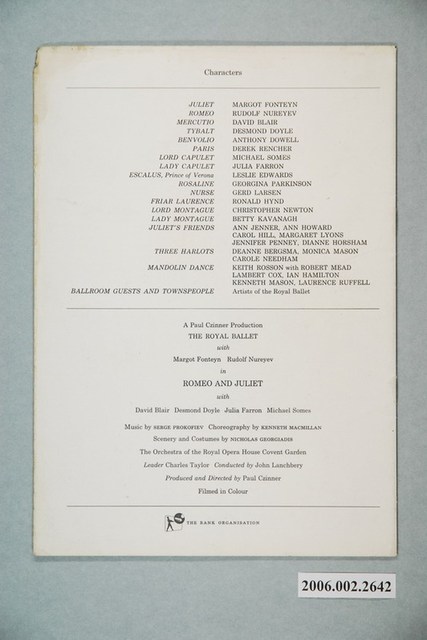 Characters
JULIET MARGOT FONTEYN
ROMEO RUDOLF NUREYEV
MERCUTIO DAVID BLAIR
TYBALT DESMOND DOYLE
BENVOLIO ANTHONY DOWELL
PARIS DEREK RENCHER
LORD CAPULET MICHAEL SOMES
LADY CAPULET JULIA FARRON
ESCALUS, Prince of Verona LESLIE EDWARDS
ROSALINE GEORGINA PARKINSON
NURSE GERD LARSEN
FRIAR LAURENCE RONALD HYND
LORD MONTAGUE CHRISTOPHER NEWTON
LADY MONTAGUE BETTY KAVANAGH
JULIET'S FRIENDS ANN JENNER, ANN HOWARD
CAROL HILL, MARGARET LYONS
JENNIFER PENNEY, DIANNE HORSHAM
THREE HARLOTS DEANNE BERGSMA, MONICA MASON
CAROLE NEEDHAM
MANDOLIN DANCE KEITH ROSSON with ROBERT MEAD
LAMBERT COX, IAN HAMILTON
KENNETH MASON, LAURENCE RUFFELL
BALLROOM GUESTS AND TOWNSPEOPLE Artists of the Royal Ballet
A Paul Czinner Production
THE ROYAL BALLET
with
Margot Fonteyn Rudolf Nureyev
in
ROMEO AND JULIET
with
David Blair Desmond Doyle Julia Farron Michael Somes
Music by SERGE PROKOFIEV Choreography by KENNETH MACMILLAN
Scenery and Costumes by NICHOLAS GEORGIADIS
The Orchestra of the Royal Opera House Covent Garden
Leader Charles Taylor Conducted by John Lanchbery
Produced and Directed by Paul Czinner
Filmed in Colour
THE RANK ORGANISATION
2006.002.2642